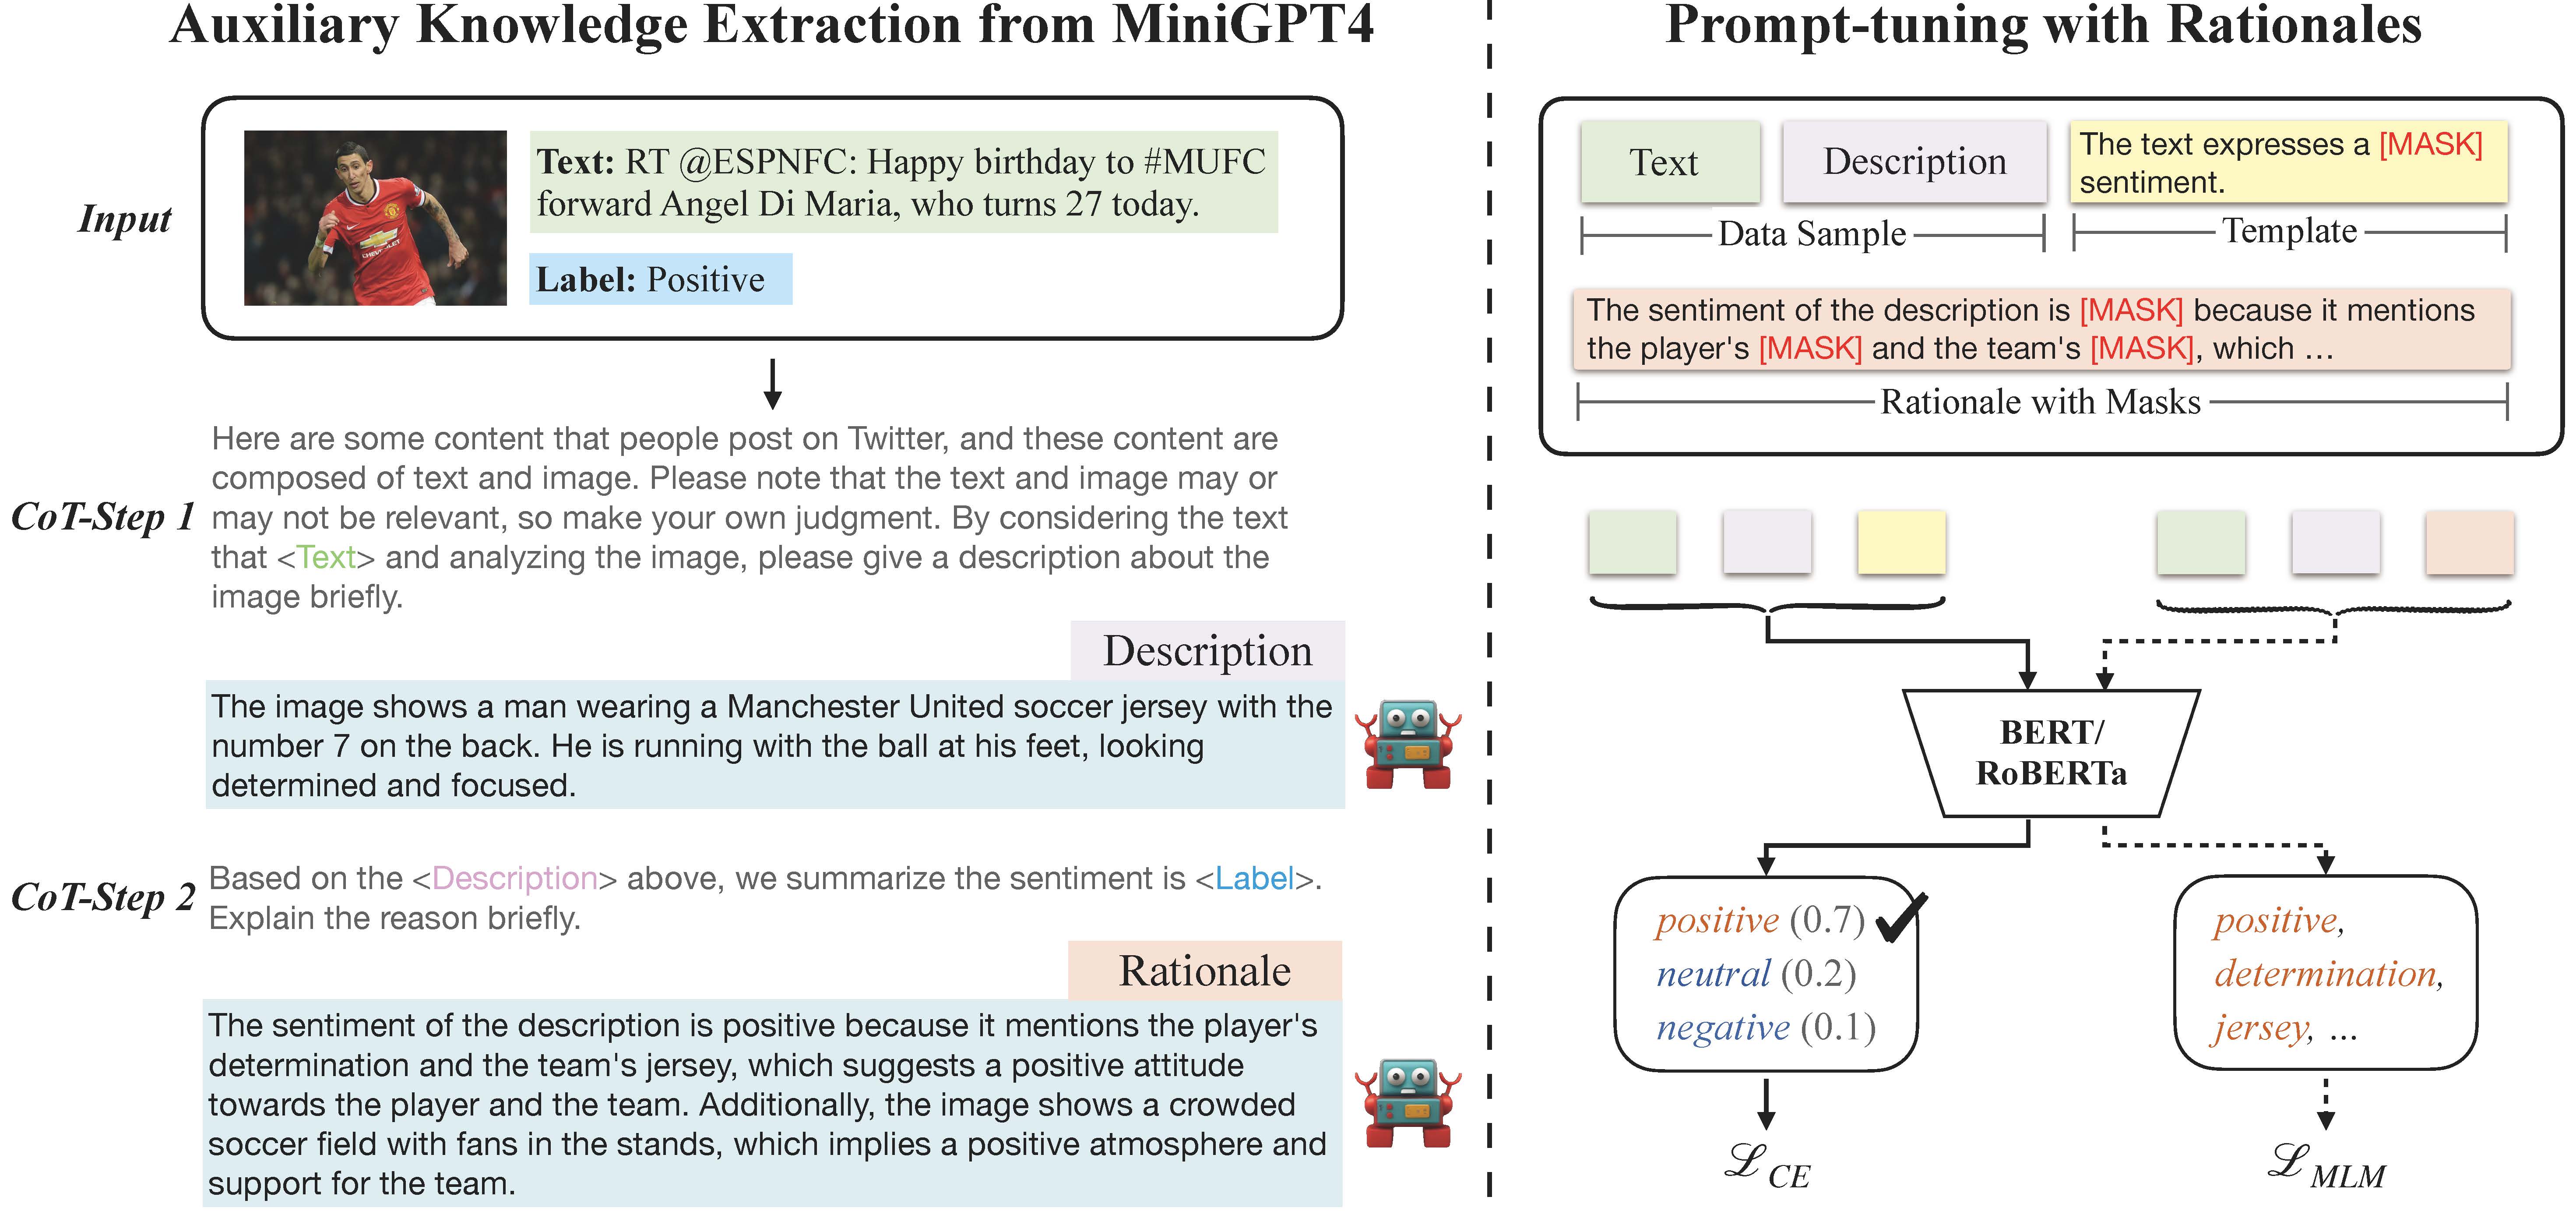 Auxiliary Knowledge Extraction from MiniGPT4
Input
CHEVROLET
Text: RT @ESPNFC: Happy birthday to #MUFC
forward Angel Di Maria, who turns 27 today.
Label: Positive
CoT-Step 1
Here are some content that people post on Twitter, and these content are
composed of text and image. Please note that the text and image may or
may not be relevant, so make your own judgment. By considering the text
that <Text> and analyzing the image, please give a description about the
image briefly.
Description
The image shows a man wearing a Manchester United soccer jersey with the
number 7 on the back. He is running with the ball at his feet, looking
determined and focused.
CoT-Step 2
Based on the <Description> above, we summarize the sentiment is <Label>.
Explain the reason briefly.
Rationale
The sentiment of the description is positive because it mentions the player's
determination and the team's jersey, which suggests a positive attitude
towards the player and the team. Additionally, the image shows a crowded
soccer field with fans in the stands, which implies a positive atmosphere and
support for the team.
Prompt-tuning with Rationales
Text
Description
The text expresses a [MASK]
sentiment.
Data Sample
Template
The sentiment of the description is [MASK] because it mentions
the player's [MASK] and the team's [MASK], which ...
Rationale with Masks
BERT/
RoBERTa
positive (0.7)
neutral (0.2)
negative (0.1)
positive,
determination,
jersey, ...
ℒ CE
ℒ MLM